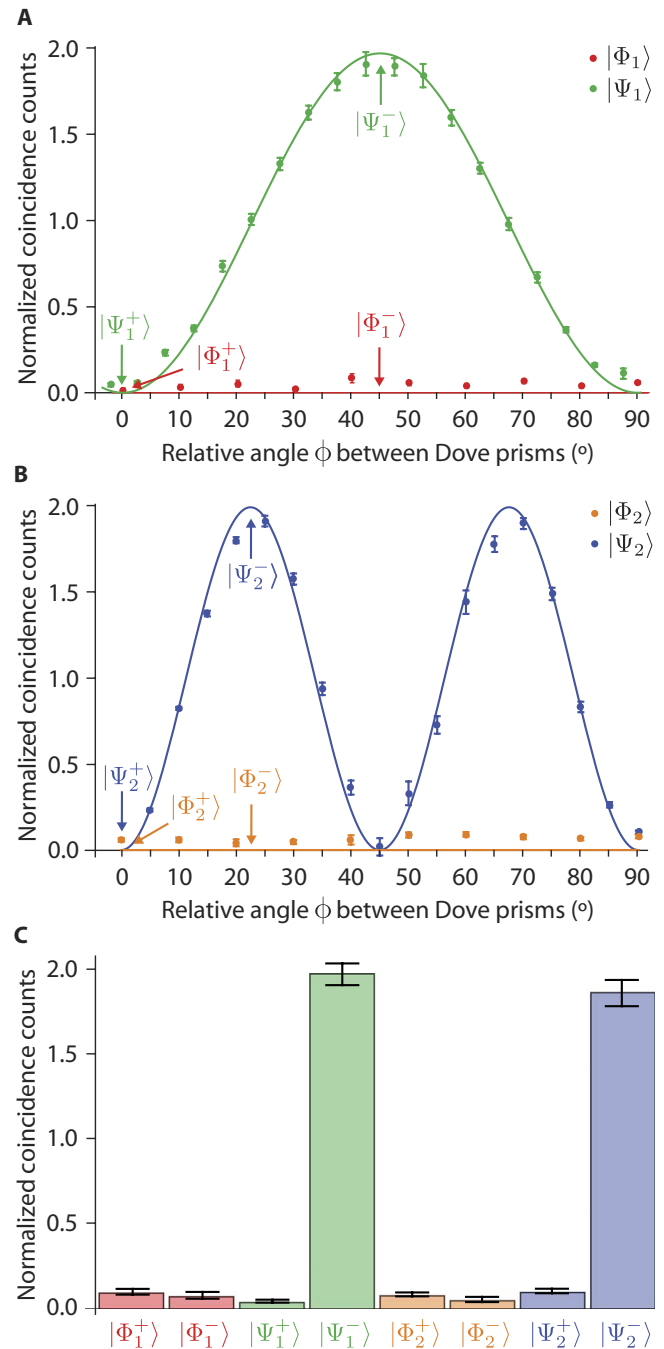 A
Normalized coincidence counts
2.0
1.5
1.0
0.5
0.0
|Φ₁⟩
|Ψ₁⟩
|Ψ₁⁻⟩
|Ψ₁⁺⟩
|Φ₁⁺⟩
|Φ₁⁻⟩
0 10 20 30 40 50 60 70 80 90
Relative angle ϕ between Dove prisms (º)
B
Normalized coincidence counts
2.0
1.5
1.0
0.5
0.0
|Φ₂⟩
|Ψ₂⟩
|Ψ₂⁻⟩
|Ψ₂⁺⟩
|Φ₂⁺⟩
|Φ₂⁻⟩
0 10 20 30 40 50 60 70 80 90
Relative angle ϕ between Dove prisms (º)
C
Normalized coincidence counts
2.0
1.5
1.0
0.5
0.0
|Φ₁⁺⟩ |Φ₁⁻⟩ |Ψ₁⁺⟩ |Ψ₁⁻⟩ |Φ₂⁺⟩ |Φ₂⁻⟩ |Ψ₂⁺⟩ |Ψ₂⁻⟩